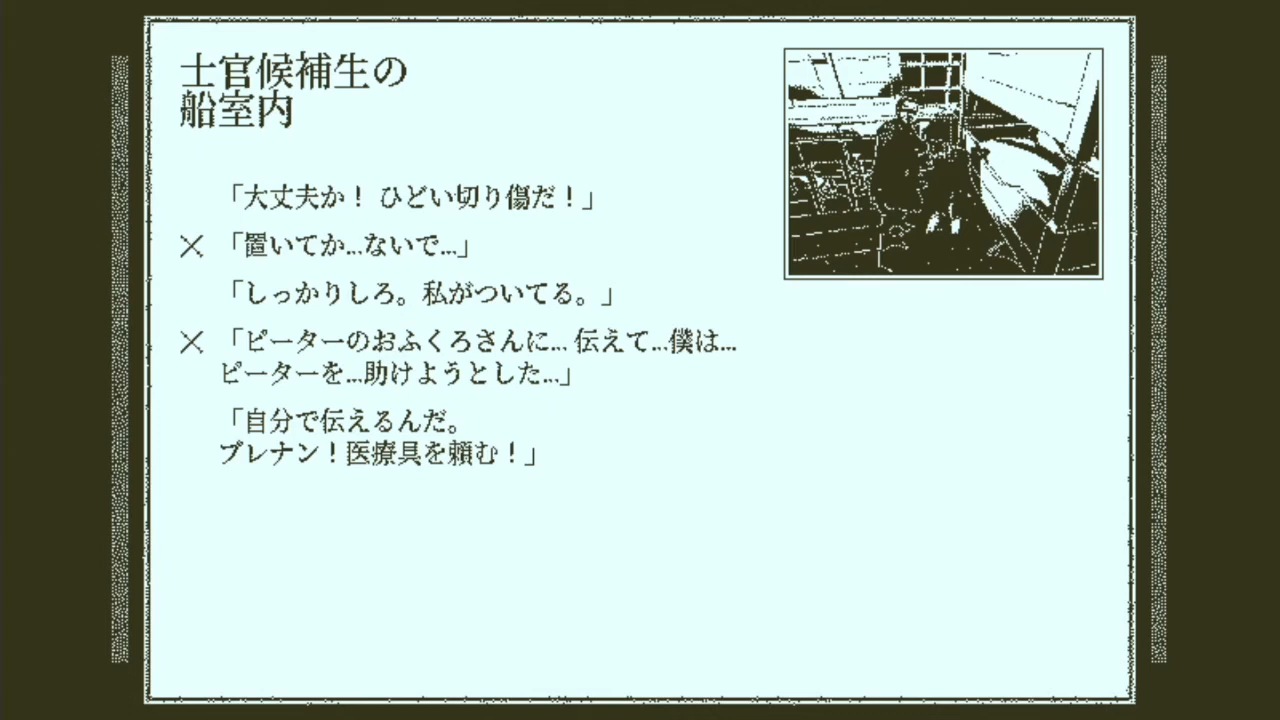 士官候補生の
船室内
「大丈夫か！ ひどい切り傷だ！」
× 「置いてか...ないで...」
「しっかりしろ。私がついてる。」
× 「ピーターのおふくろさんに... 伝えて...僕は...
ピーターを...助けようとした...」
「自分で伝えるんだ。
ブレナン！医療具を頼む！」